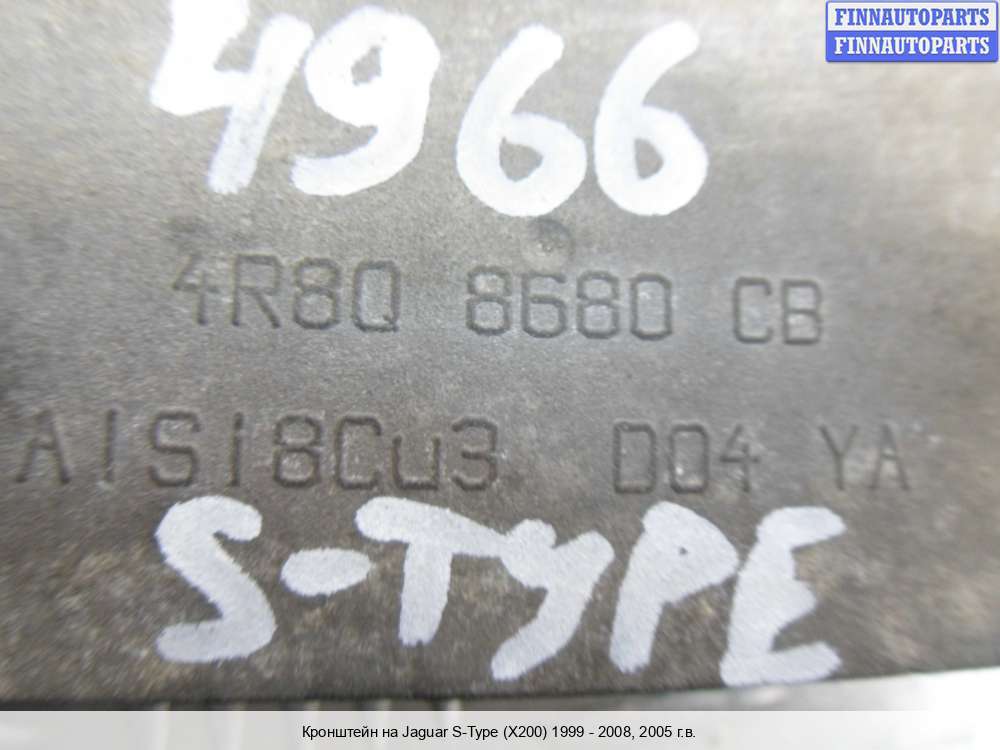 FINNAUTOPARTS
FINNAUTOPARTS
4966
4R8Q 8680 CB
AlSi8Cu3 D04 YA
S-TYPE
Кронштейн на Jaguar S-Type (X200) 1999 - 2008, 2005 г.в.